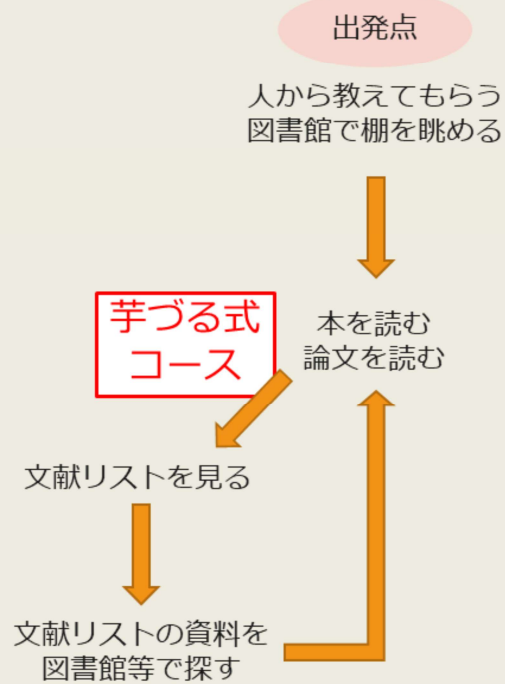 出発点
人から教えてもらう
図書館で棚を眺める
芋づる式
コース
本を読む
論文を読む
文献リストを見る
文献リストの資料を
図書館等で探す